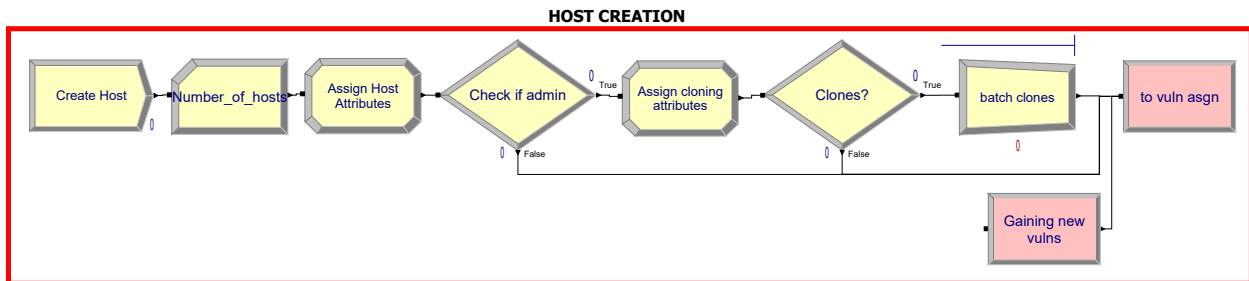 HOST CREATION
Create Host
Number_of_hosts
Assign Host
Attributes
Check if admin
0
True
Assign cloning
attributes
Clones?
0
True
batch clones
to vuln asgn
0
0
False
0
False
0
Gaining new
vulns